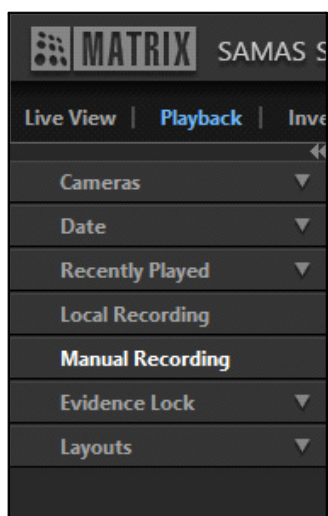 MATRIX SAMAS S
Live View | Playback | Inve
Cameras
Date
Recently Played
Local Recording
Manual Recording
Evidence Lock
Layouts